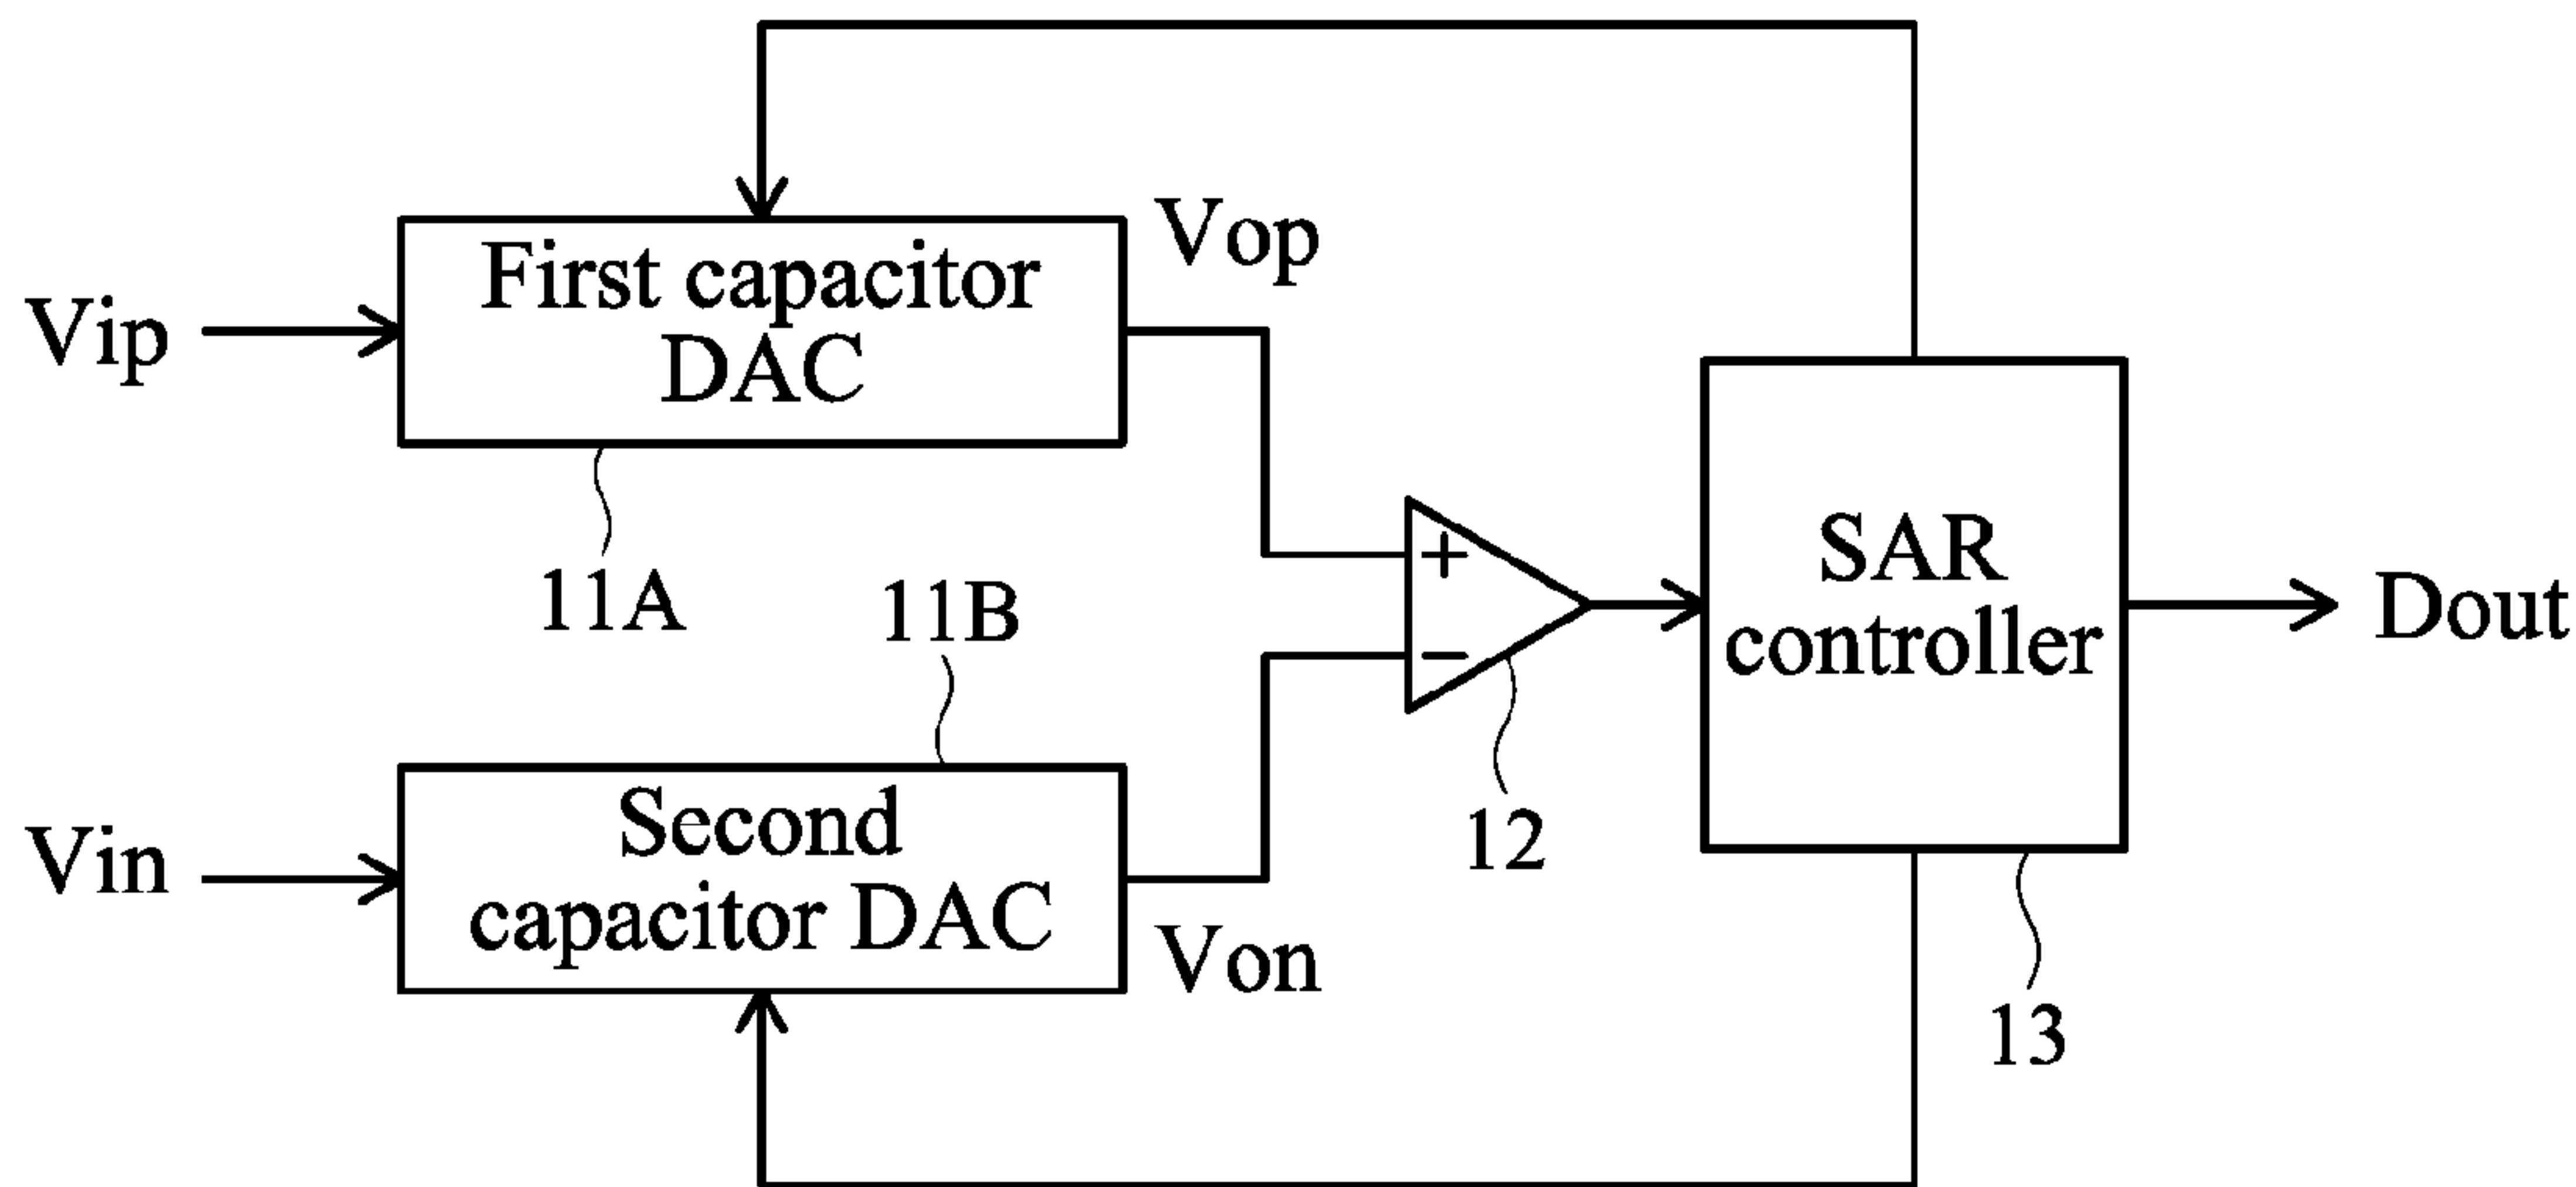 Vop
First capacitor
DAC
Vip
11A
11B
SAR
controller
Dout
Second
capacitor DAC
Vin
Von
+
−
12
13